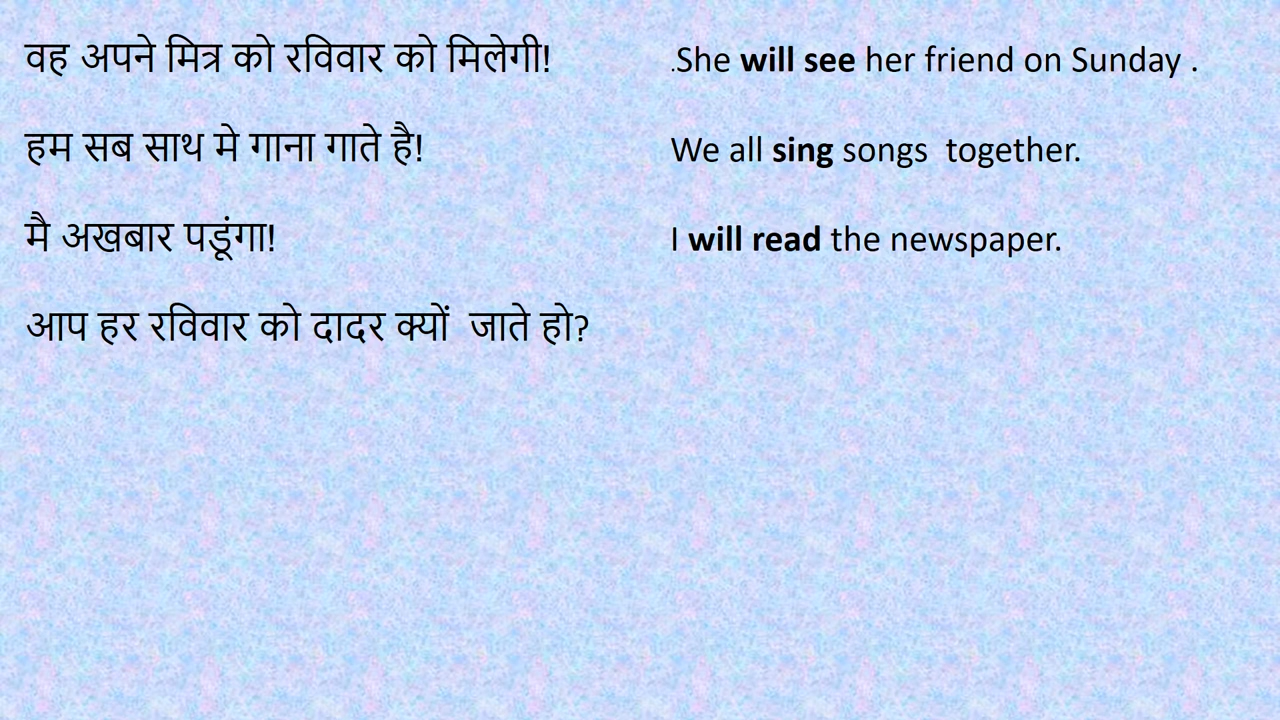 वह अपने मित्र को रविवार को मिलेगी! .She will see her friend on Sunday .
हम सब साथ मे गाना गाते है! We all sing songs  together.
मै अखबार पडूंगा! I will read the newspaper.
आप हर रविवार को दादर क्यों  जाते हो?